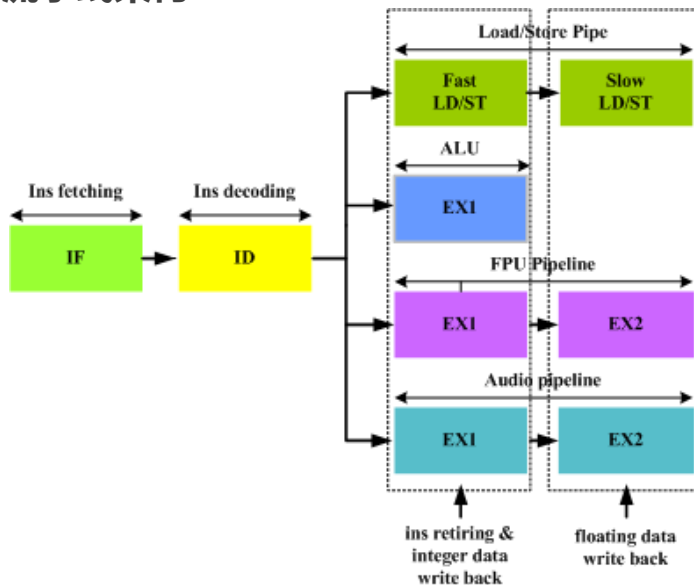 Load/Store Pipe
Fast
LD/ST
Slow
LD/ST
ALU
EX1
Ins fetching
Ins decoding
IF
ID
FPU Pipeline
EX1
EX2
Audio pipeline
EX1
EX2
ins retiring &
integer data
write back
floating data
write back